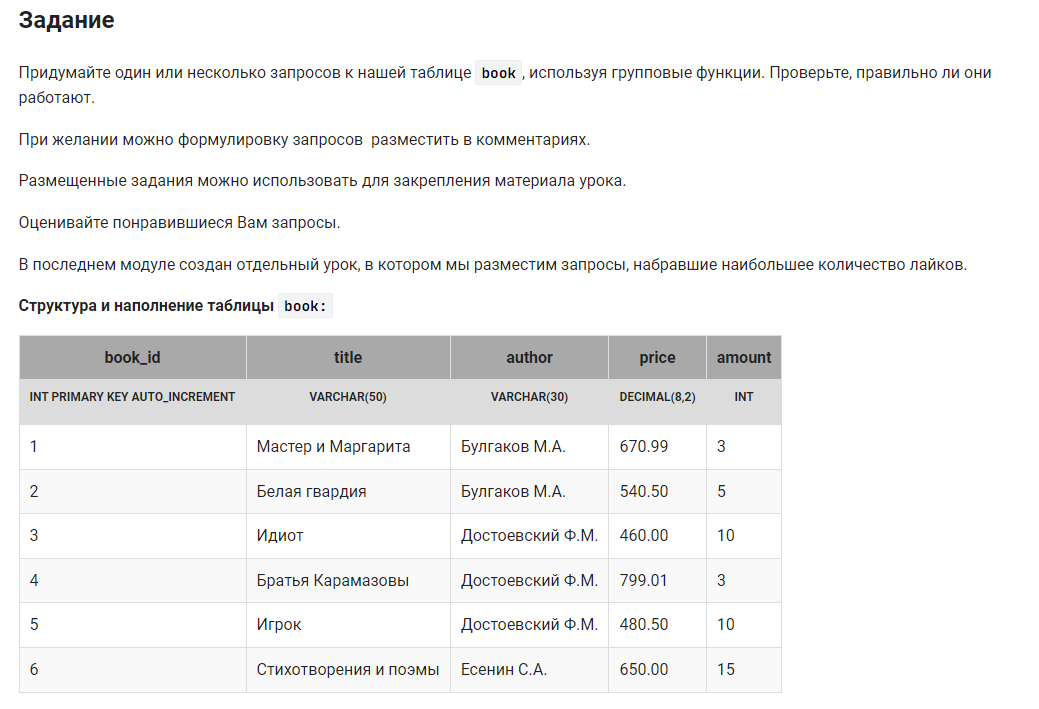 Задание
Придумайте один или несколько запросов к нашей таблице book, используя групповые функции. Проверьте, правильно ли они
работают.
При желании можно формулировку запросов  разместить в комментариях.
Размещенные задания можно использовать для закрепления материала урока.
Оценивайте понравившиеся Вам запросы.
В последнем модуле создан отдельный урок, в котором мы разместим запросы, набравшие наибольшее количество лайков.
Структура и наполнение таблицы book:
book_id title author price amount
INT PRIMARY KEY AUTO_INCREMENT VARCHAR(50) VARCHAR(30) DECIMAL(8,2) INT
1 Мастер и Маргарита Булгаков М.А. 670.99 3
2 Белая гвардия Булгаков М.А. 540.50 5
3 Идиот Достоевский Ф.М. 460.00 10
4 Братья Карамазовы Достоевский Ф.М. 799.01 3
5 Игрок Достоевский Ф.М. 480.50 10
6 Стихотворения и поэмы Есенин С.А. 650.00 15